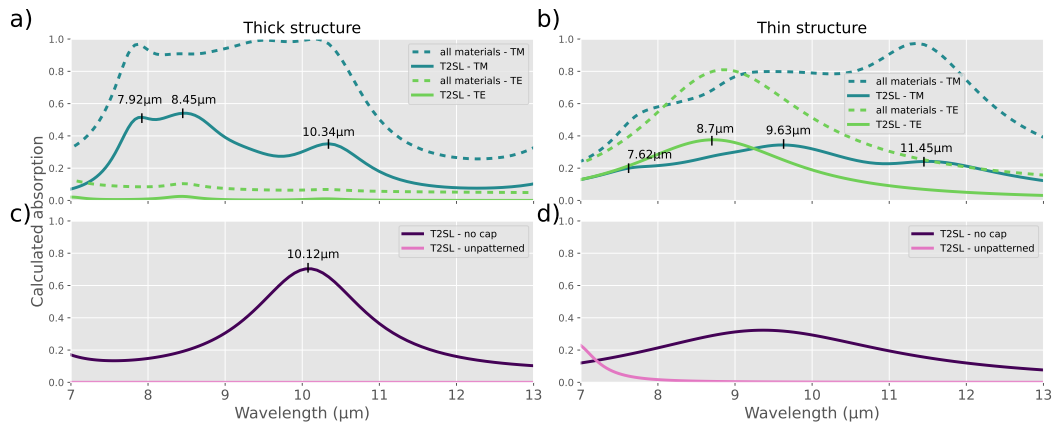 a)
Thick structure
1.0
0.8
0.6
0.4
0.2
0.0
all materials - TM
T2SL - TM
all materials - TE
T2SL - TE
7.92μm
8.45μm
10.34μm
b)
Thin structure
1.0
0.8
0.6
0.4
0.2
0.0
all materials - TM
T2SL - TM
all materials - TE
T2SL - TE
7.62μm
8.7μm
9.63μm
11.45μm
Calculated absorption
c)
1.0
0.8
0.6
0.4
0.2
0.0
T2SL - no cap
T2SL - unpatterned
10.12μm
7 8 9 10 11 12 13
Wavelength (μm)
d)
1.0
0.8
0.6
0.4
0.2
0.0
T2SL - no cap
T2SL - unpatterned
7 8 9 10 11 12 13
Wavelength (μm)